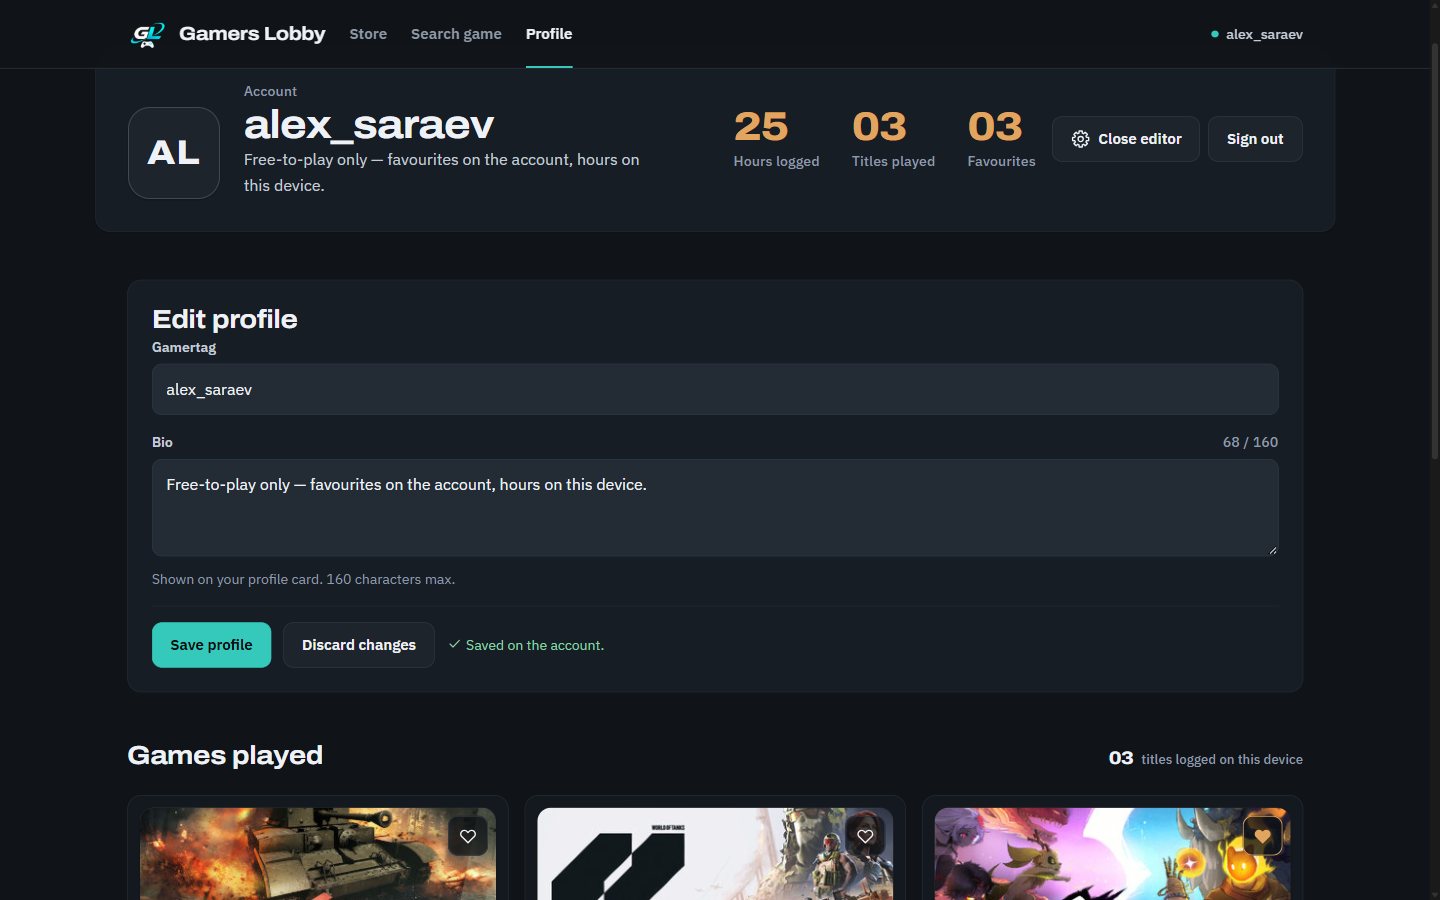 GL
Gamers Lobby
Store
Search game
Profile
alex_saraev
Account
AL
alex_saraev
Free-to-play only — favourites on the account, hours on
this device.
25
Hours logged
03
Titles played
03
Favourites
Close editor
Sign out
Edit profile
Gamertag
alex_saraev
Bio
68 / 160
Free-to-play only — favourites on the account, hours on this device.
Shown on your profile card. 160 characters max.
Save profile
Discard changes
Saved on the account.
Games played
03 titles logged on this device
WORLD OF TANKS